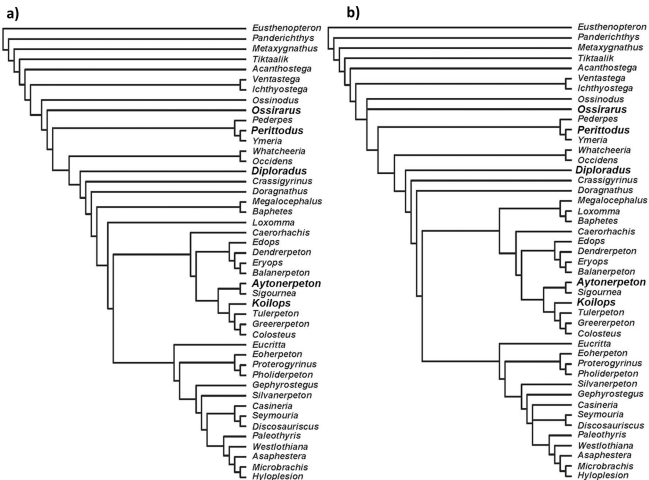 a)
Eusthenopteron
Panderichthys
Metaxygnathus
Tiktaalik
Acanthostega
Ventastega
Ichthyostega
Ossinodus
Ossirarus
Pederpes
Perittodus
Ymeria
Whatcheeria
Occidens
Diploradus
Crassigyrinus
Doragnathus
Megalocephalus
Baphetes
Loxomma
Caerorhachis
Edops
Dendrerpeton
Eryops
Balanerpeton
Aytonerpeton
Sigournea
Koilops
Tulerpeton
Greererpeton
Colosteus
Eucritta
Eoherpeton
Proterogyrinus
Pholiderpeton
Gephyrostegus
Silvanerpeton
Casineria
Seymouria
Discosauriscus
Paleothyris
Westlothiana
Asaphestera
Microbrachis
Hyloplesion
b)
Eusthenopteron
Panderichthys
Metaxygnathus
Tiktaalik
Acanthostega
Ventastega
Ichthyostega
Ossinodus
Ossirarus
Pederpes
Perittodus
Ymeria
Whatcheeria
Occidens
Diploradus
Crassigyrinus
Doragnathus
Megalocephalus
Loxomma
Baphetes
Caerorhachis
Edops
Dendrerpeton
Eryops
Balanerpeton
Aytonerpeton
Sigournea
Koilops
Tulerpeton
Greererpeton
Colosteus
Eucritta
Eoherpeton
Proterogyrinus
Pholiderpeton
Silvanerpeton
Gephyrostegus
Casineria
Seymouria
Discosauriscus
Paleothyris
Westlothiana
Asaphestera
Microbrachis
Hyloplesion